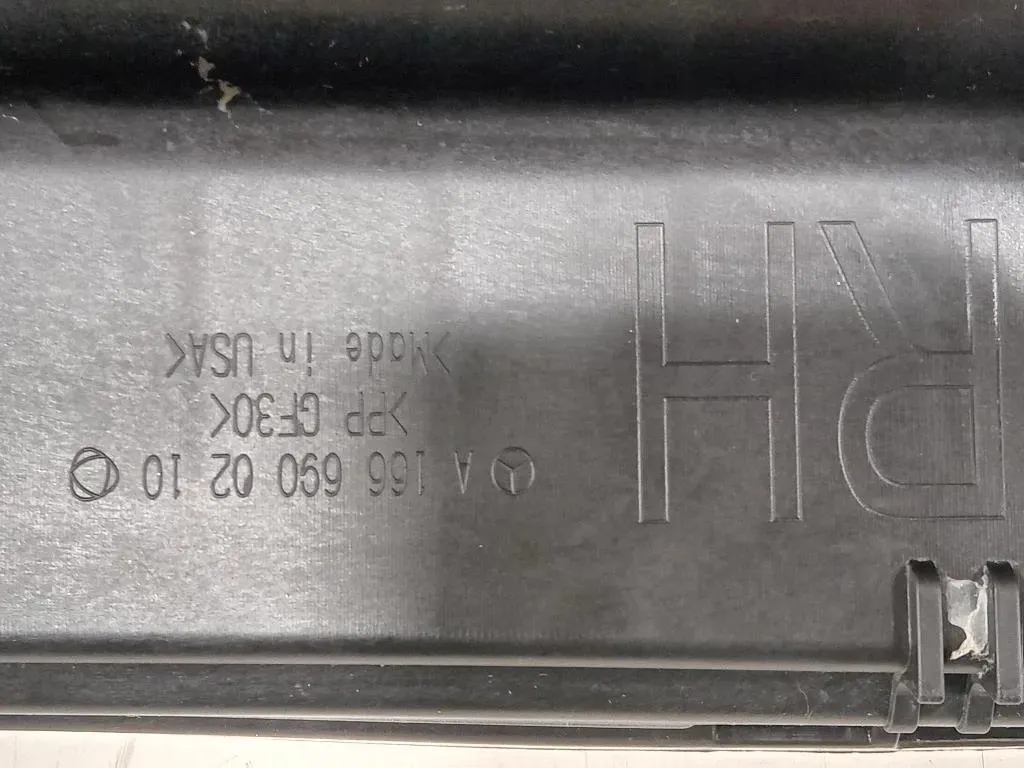 RH
A 166 690 02 10
>PP GF30<
>Made in USA<